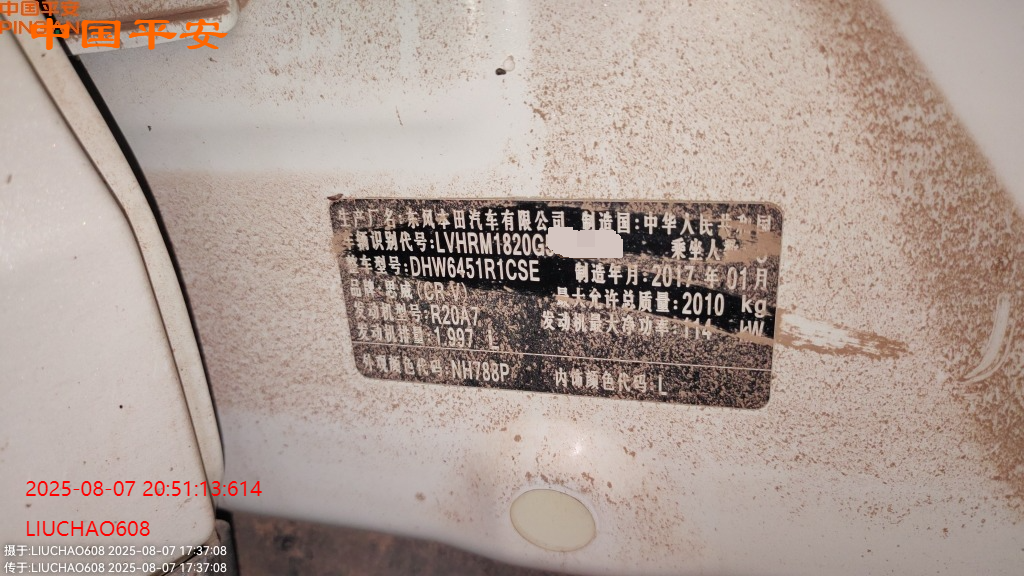 中国平安
PINGAN
中国平安
生产厂名:东风本田汽车有限公司 制造国:中华人民共和国
车辆识别代号:LVHRM1820G 乘坐人数
整车型号:DHW6451R1CSE 制造年月:2017 年 01月
品牌:思威(CR-V) 最大允许总质量:2010 kg
发动机型号:R20A7 发动机最大净功率:114 kW
发动机排量:1.997 L
外观颜色代码:NH788P 内饰颜色代码:L
2025-08-07 20:51:13:614
LIUCHAO608
摄于:LIUCHAO608 2025-08-07 17:37:08
传于:LIUCHAO608 2025-08-07 17:37:08